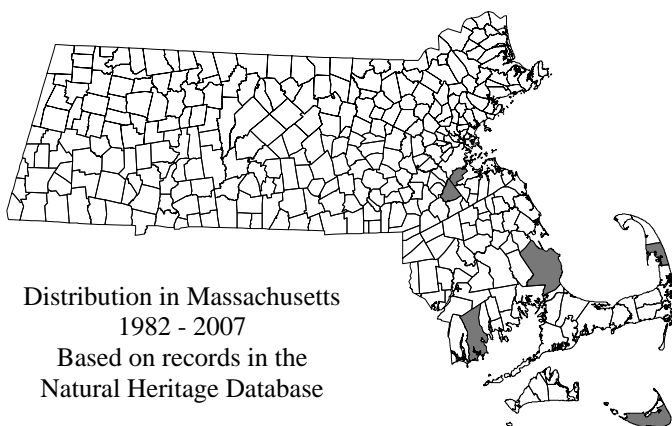 Distribution in Massachusetts
1982 - 2007
Based on records in the
Natural Heritage Database